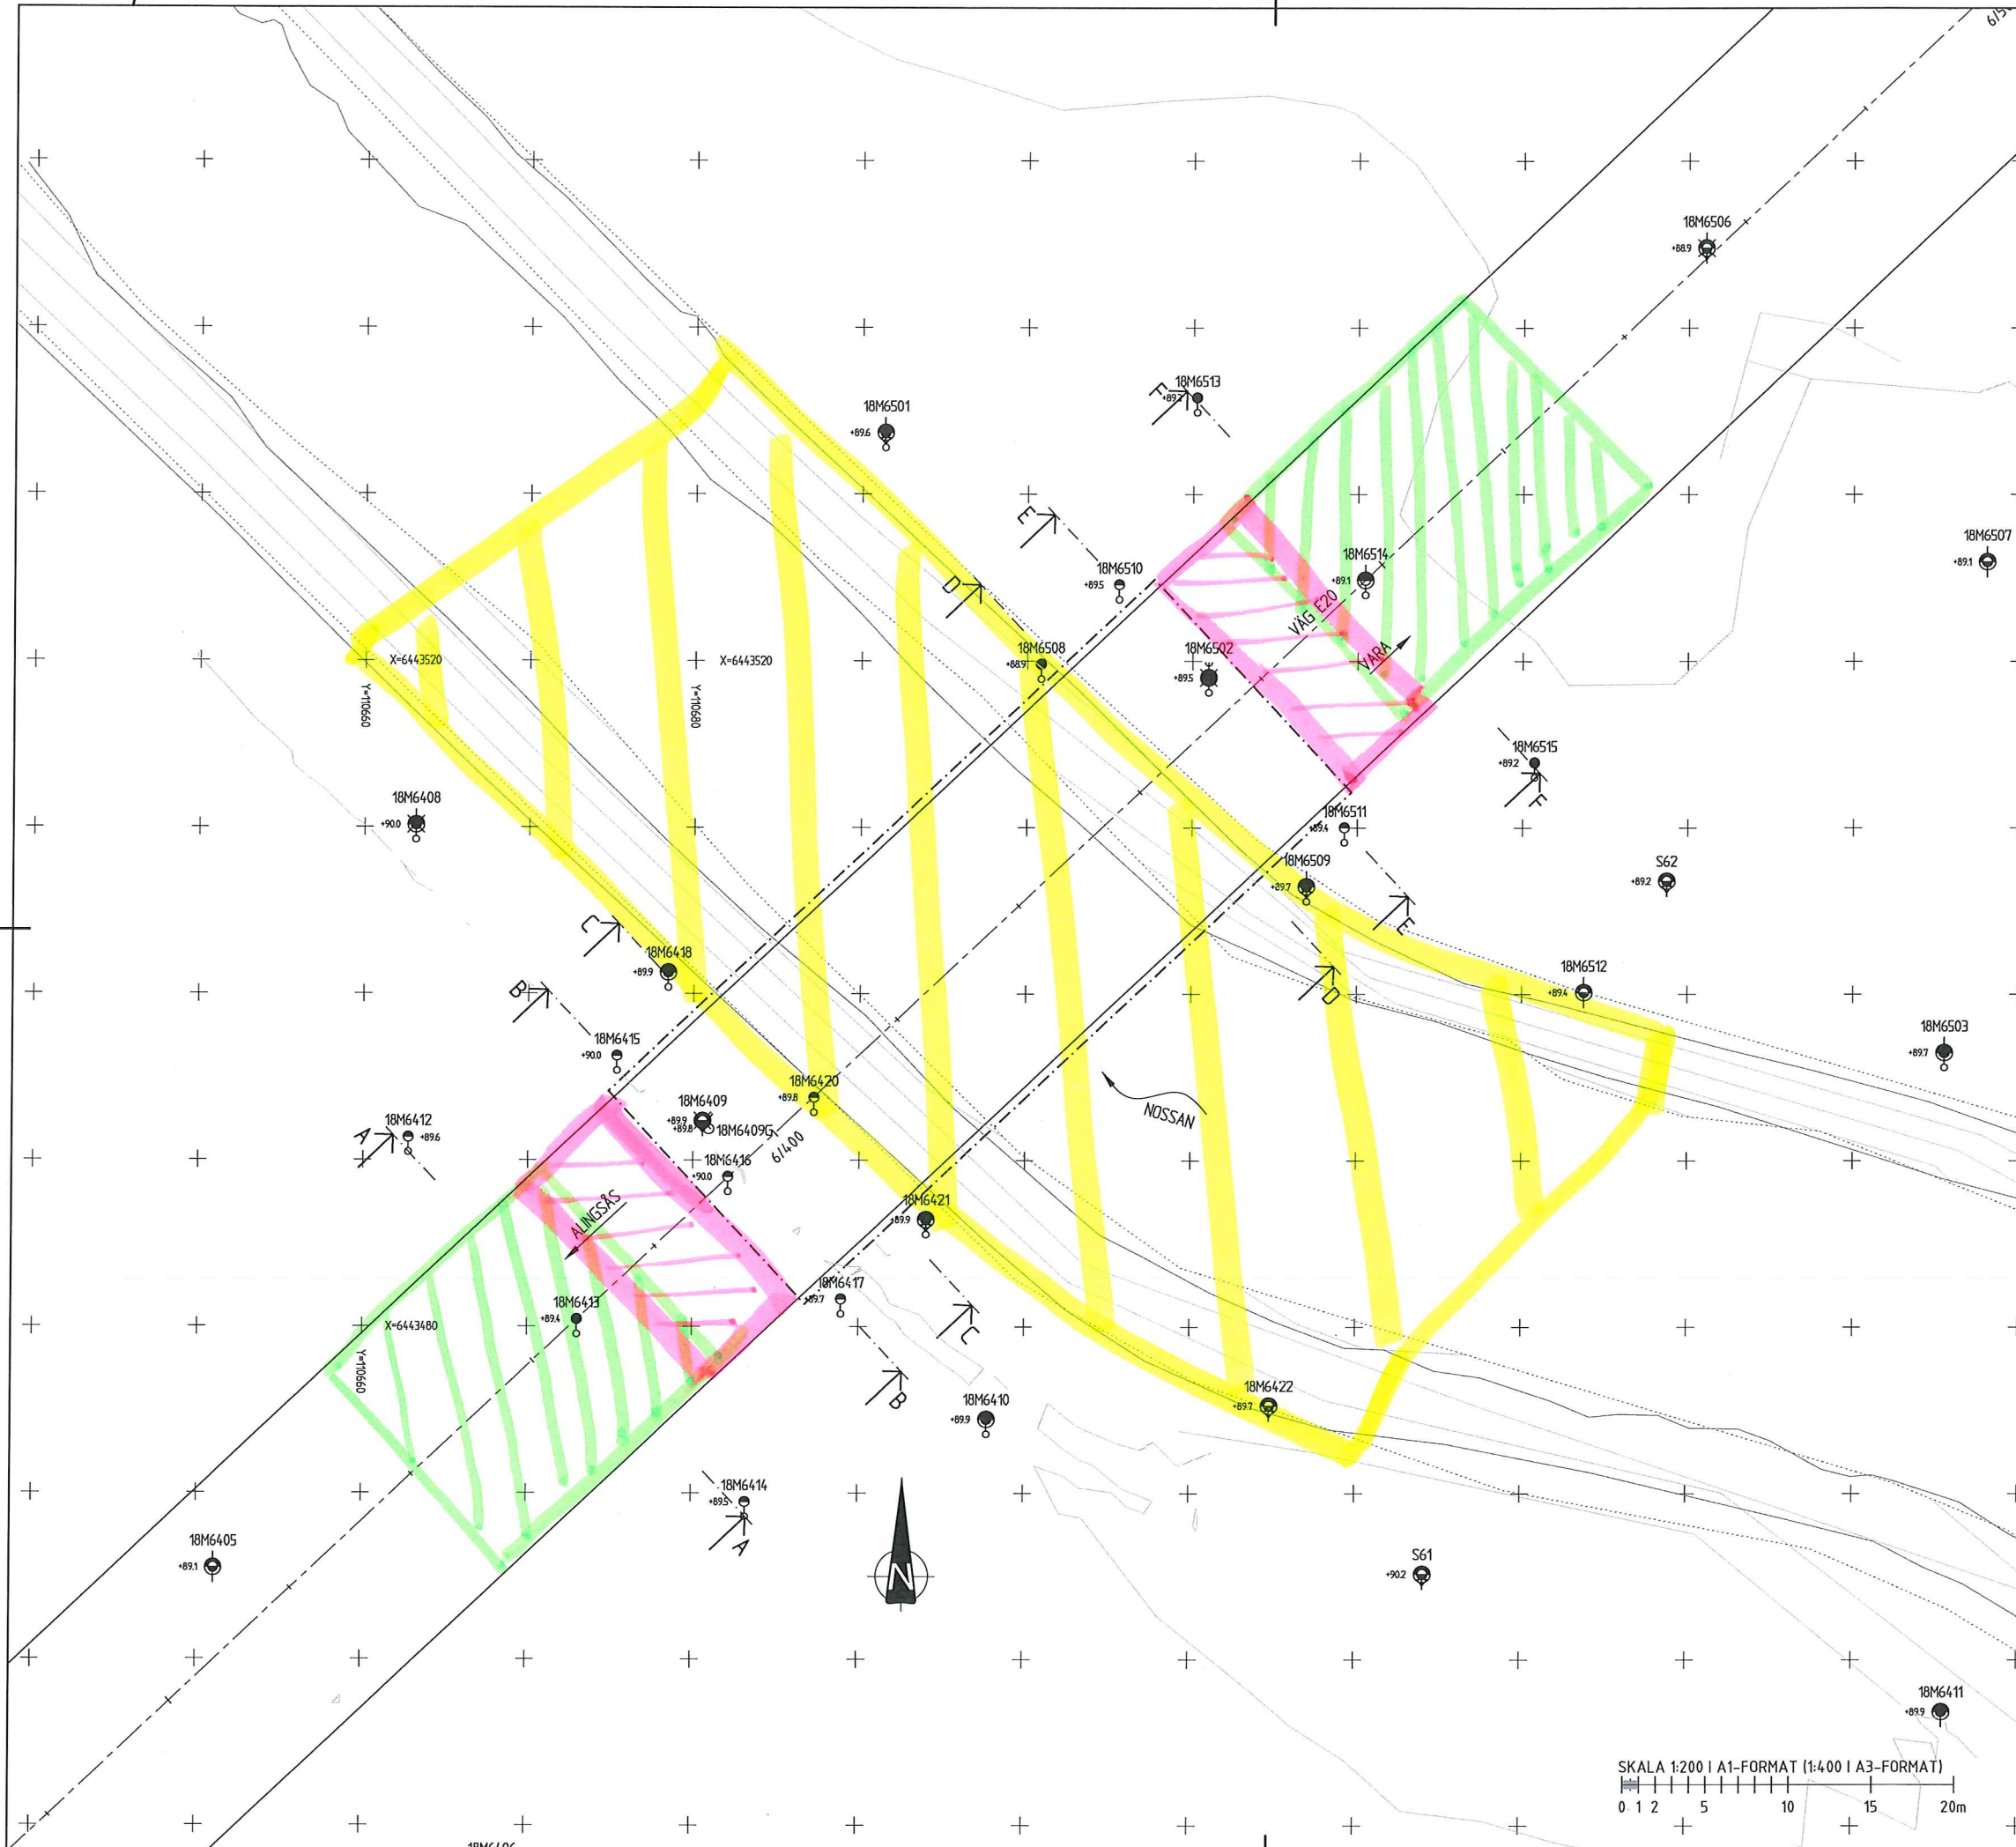 6/5
18M6506
+88.9
18M6513
+89.3
F
18M6501
+89.6
E
18M6507
+89.1
18M6514
+89.1
18M6510
+89.5
D
VÄG E20
VARA
18M6508
+88.9
18M6502
+89.5
X=6443520
X=6443520
Y=110660
Y=110680
18M6515
+89.2
F
18M6408
+90.0
18M6511
+89.4
18M6509
+89.7
S62
+89.2
C
E
18M6418
+89.9
18M6512
+89.4
B
D
18M6415
+90.0
18M6503
+89.7
18M6420
+89.8
18M6409
+89.9
+89.8
18M6409G
NOSSAN
A
18M6412
+89.6
6/400
18M6416
+90.0
ALINGSÅS
18M6421
+89.9
18M6417
+89.7
18M6413
+89.4
X=6443480
Y=110660
C
B
18M6422
+89.7
18M6410
+89.9
18M6414
+89.5
A
18M6405
+89.1
N
S61
+90.2
18M6411
+89.9
SKALA 1:200 I A1-FORMAT (1:400 I A3-FORMAT)
0 1 2 5 10 15 20m
18M6406